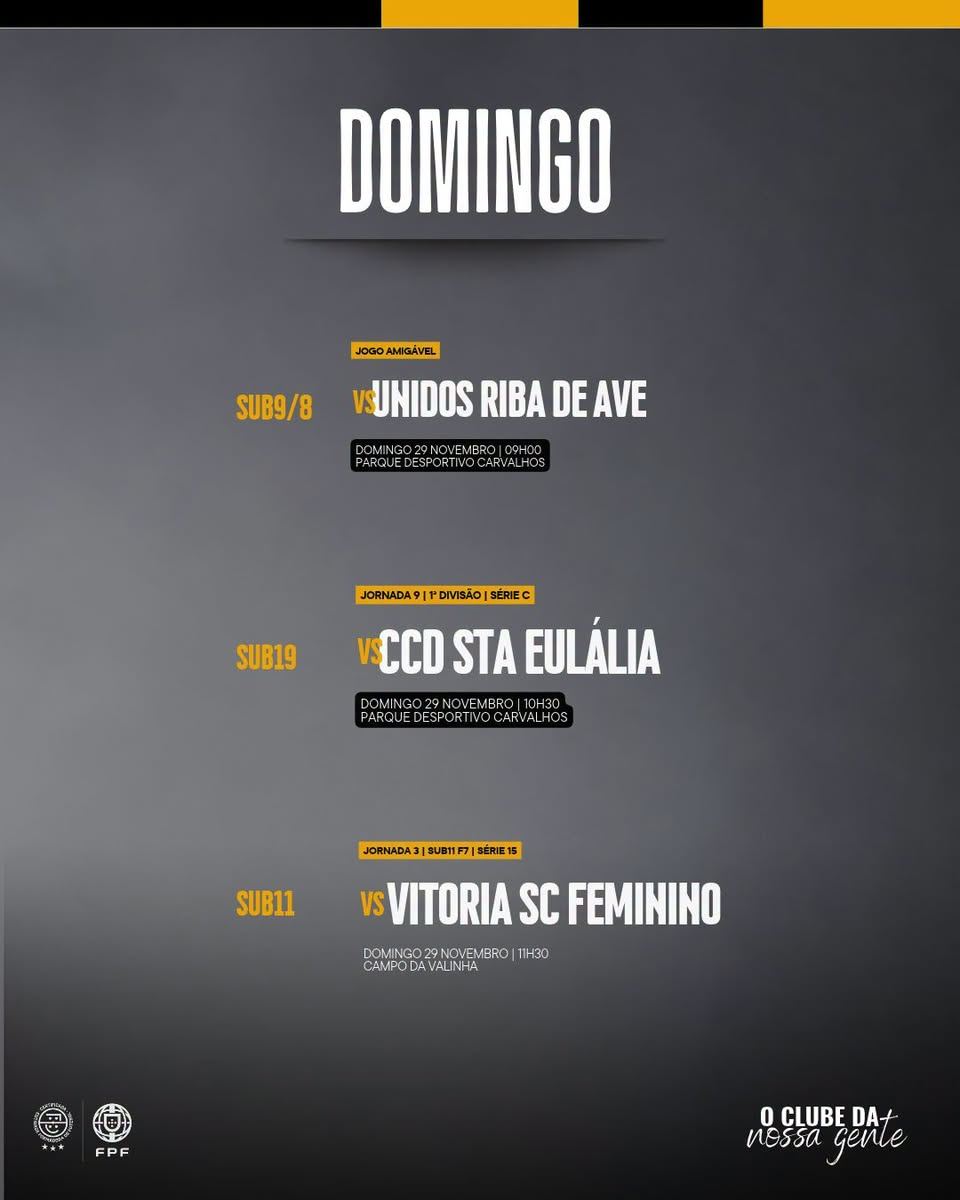 DOMINGO
JOGO AMIGÁVEL
SUB9/8
VS UNIDOS RIBA DE AVE
DOMINGO 29 NOVEMBRO | 09H00
PARQUE DESPORTIVO CARVALHOS
JORNADA 9 | 1ª DIVISÃO | SÉRIE C
SUB19
VS CCD STA EULÁLIA
DOMINGO 29 NOVEMBRO | 10H30
PARQUE DESPORTIVO CARVALHOS
JORNADA 3 | SUB11 F7 | SÉRIE 15
SUB11
VS VITORIA SC FEMININO
DOMINGO 29 NOVEMBRO | 11H30
CAMPO DA VALINHA
FPF
O CLUBE DA
nossa gente